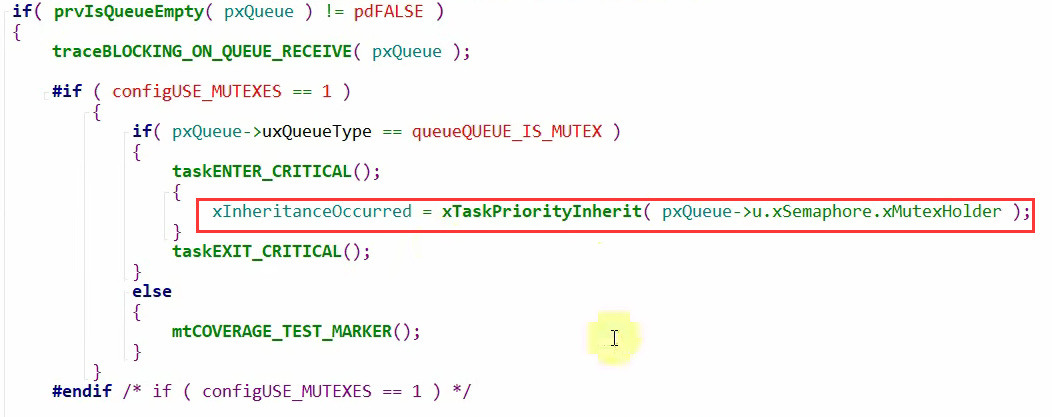 if( prvIsQueueEmpty( pxQueue ) != pdFALSE )
{
traceBLOCKING_ON_QUEUE_RECEIVE( pxQueue );
#if ( configUSE_MUTEXES == 1 )
{
if( pxQueue->uxQueueType == queueQUEUE_IS_MUTEX )
{
taskENTER_CRITICAL();
{
xInheritanceOccurred = xTaskPriorityInherit( pxQueue->u.xSemaphore.xMutexHolder );
}
taskEXIT_CRITICAL();
}
else
{
mtCOVERAGE_TEST_MARKER();
}
}
#endif /* if ( configUSE_MUTEXES == 1 ) */